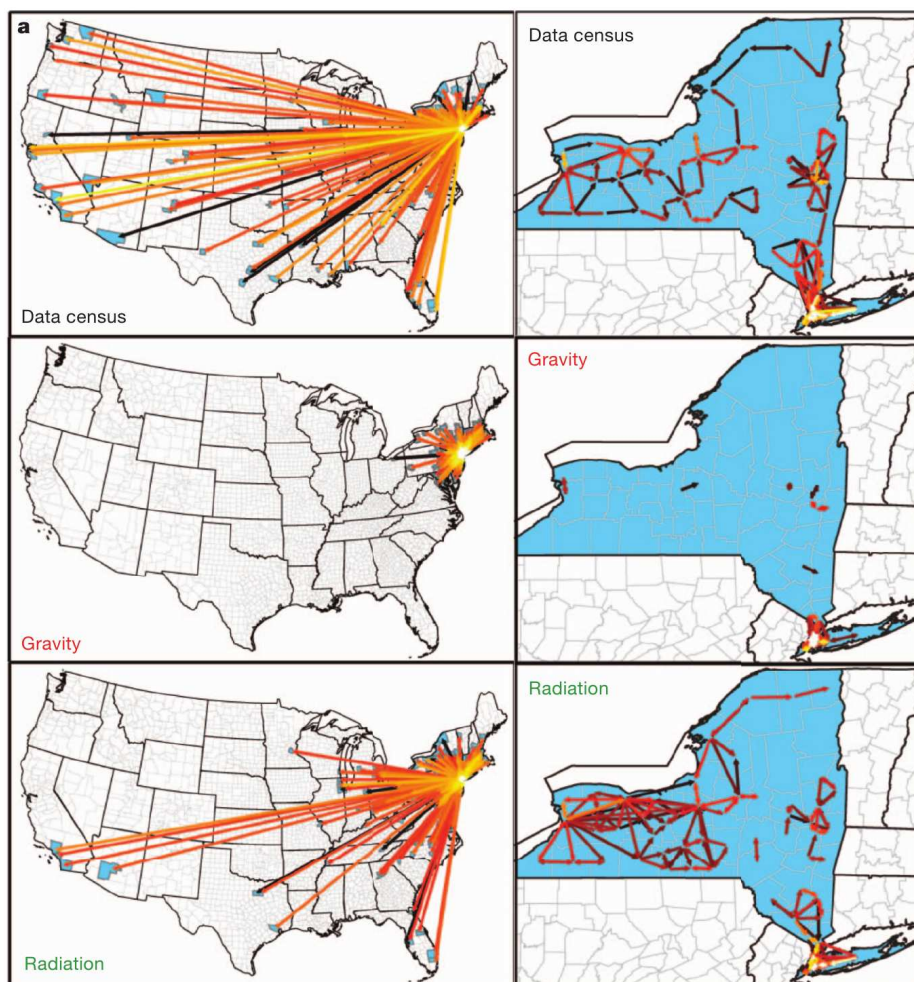 a
Data census
Data census
Gravity
Gravity
Radiation
Radiation